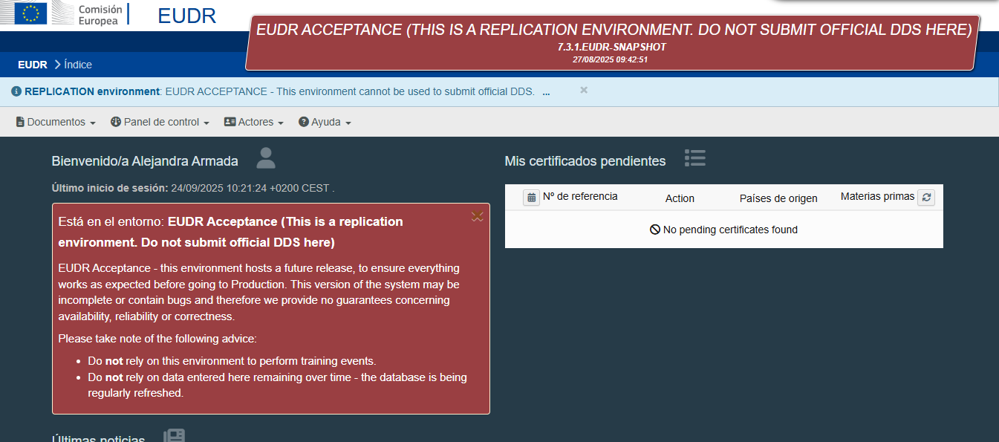 Comisión
Europea
EUDR
EUDR ACCEPTANCE (THIS IS A REPLICATION ENVIRONMENT. DO NOT SUBMIT OFFICIAL DDS HERE)
7.3.1.EUDR-SNAPSHOT
27/08/2025 09:42:51
EUDR > Índice
REPLICATION environment: EUDR ACCEPTANCE - This environment cannot be used to submit official DDS. ... ×
Documentos Panel de control Actores Ayuda
Bienvenido/a Alejandra Armada
Último inicio de sesión: 24/09/2025 10:21:24 +0200 CEST .
Está en el entorno: EUDR Acceptance (This is a replication
environment. Do not submit official DDS here)
EUDR Acceptance - this environment hosts a future release, to ensure everything
works as expected before going to Production. This version of the system may be
incomplete or contain bugs and therefore we provide no guarantees concerning
availability, reliability or correctness.
Please take note of the following advice:
• Do not rely on this environment to perform training events.
• Do not rely on data entered here remaining over time - the database is being
regularly refreshed.
Últimas noticias
Mis certificados pendientes
Nº de referencia Action Países de origen Materias primas
No pending certificates found